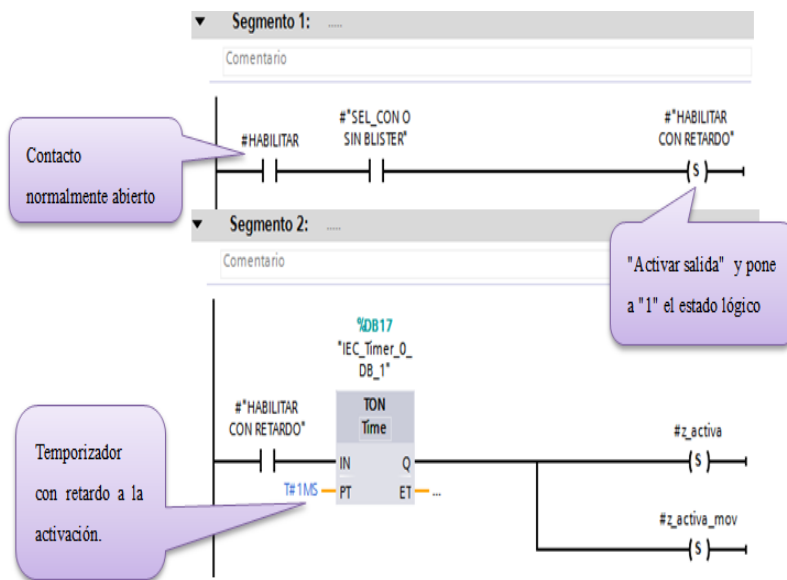 Segmento 1: .....
Comentario
#HABILITAR
#"SEL_CON O
SIN BLISTER"
#"HABILITAR
CON RETARDO"
S
Contacto
normalmente abierto
Segmento 2: .....
Comentario
"Activar salida" y pone
a "1" el estado lógico
%DB17
"IEC_Timer_0_
DB_1"
TON
Time
#"HABILITAR
CON RETARDO"
IN Q
T#1MS PT ET ...
#z_activa
S
#z_activa_mov
S
Temporizador
con retardo a la
activación.